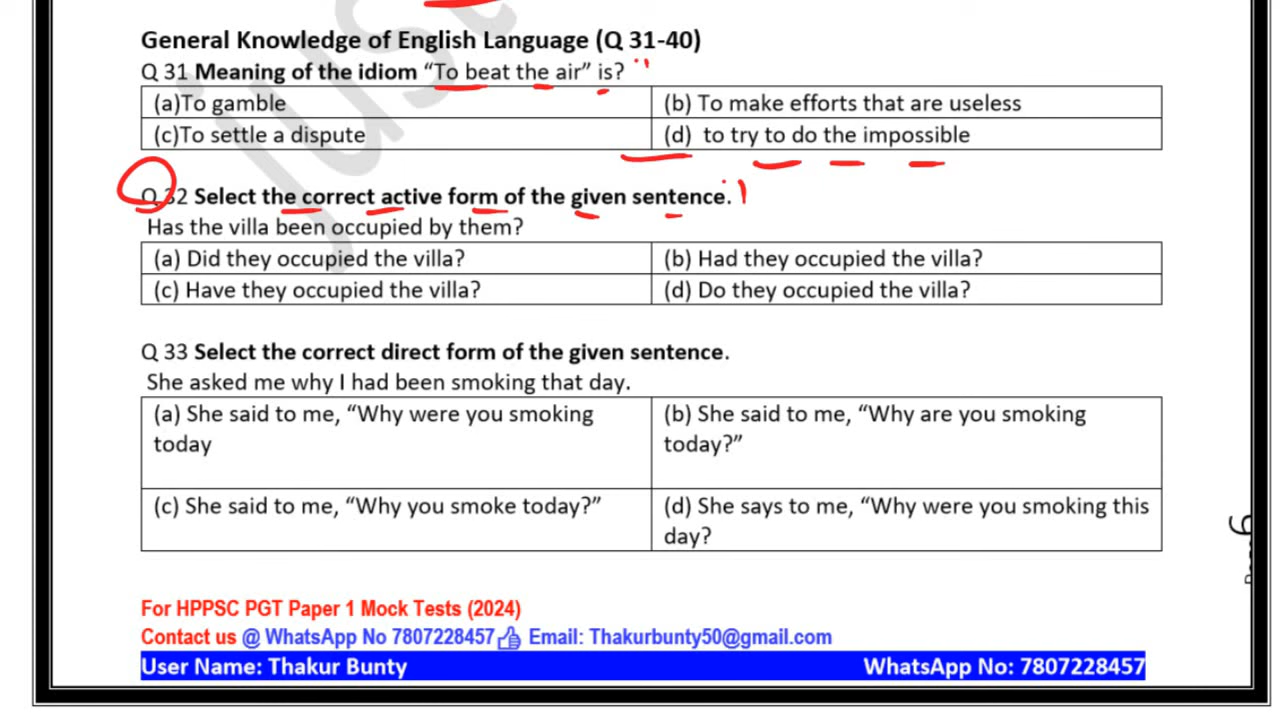 General Knowledge of English Language (Q 31-40)
Q 31 Meaning of the idiom “To beat the air” is?
(a)To gamble
(b) To make efforts that are useless
(c)To settle a dispute
(d) to try to do the impossible
Q 32 Select the correct active form of the given sentence.
Has the villa been occupied by them?
(a) Did they occupied the villa?
(b) Had they occupied the villa?
(c) Have they occupied the villa?
(d) Do they occupied the villa?
Q 33 Select the correct direct form of the given sentence.
She asked me why I had been smoking that day.
(a) She said to me, “Why were you smoking
today
(b) She said to me, “Why are you smoking
today?”
(c) She said to me, “Why you smoke today?”
(d) She says to me, “Why were you smoking this
day?
6
For HPPSC PGT Paper 1 Mock Tests (2024)
Contact us @ WhatsApp No 7807228457 Email: Thakurbunty50@gmail.com
User Name: Thakur Bunty
WhatsApp No: 7807228457